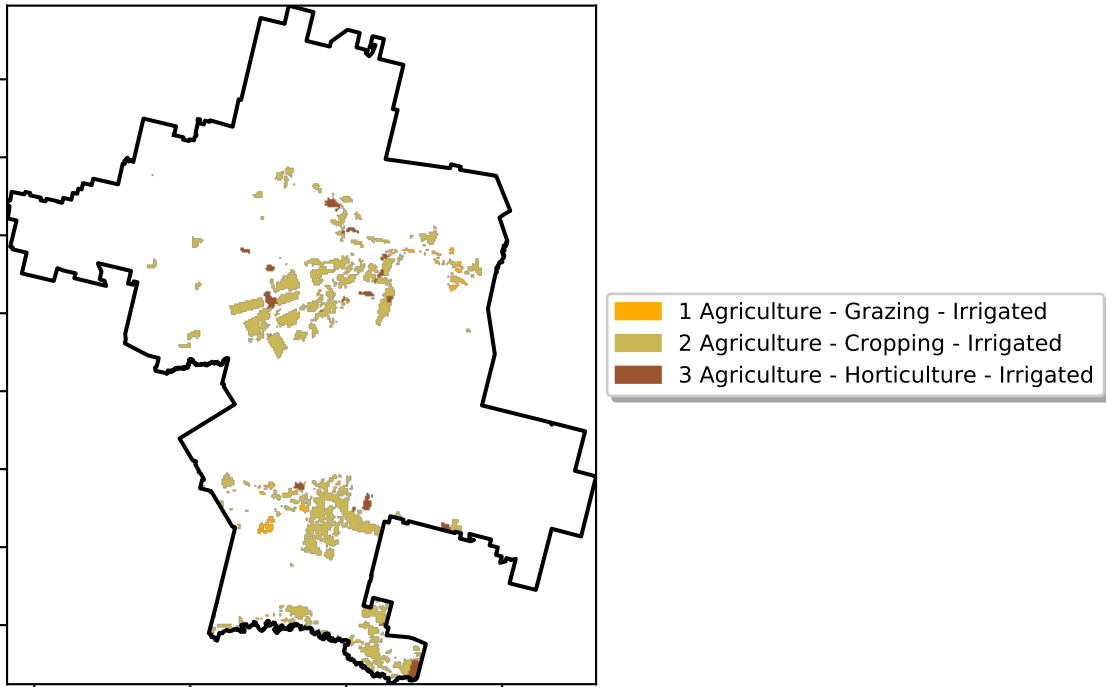 1 Agriculture - Grazing - Irrigated
2 Agriculture - Cropping - Irrigated
3 Agriculture - Horticulture - Irrigated